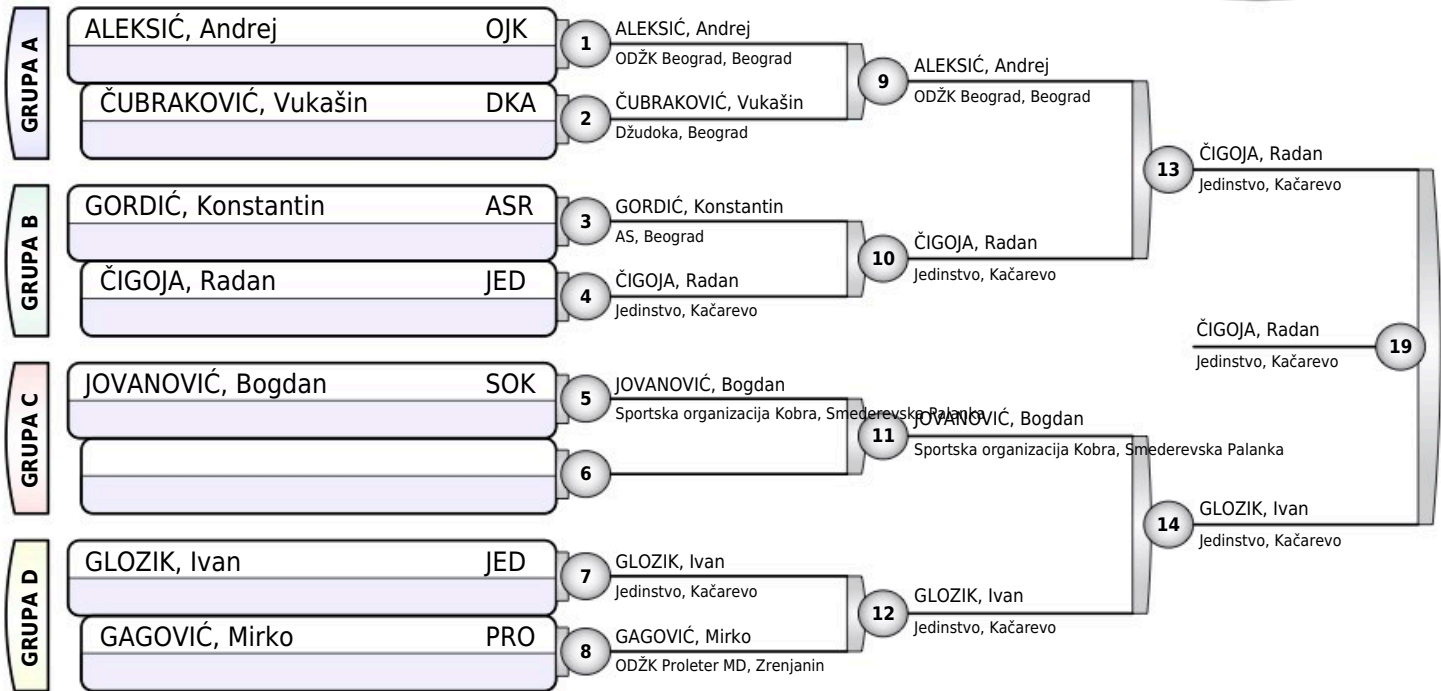 GRUPA A
ALEKSIĆ, Andrej OJK
ČUBRAKOVIĆ, Vukašin DKA
GRUPA B
GORDIĆ, Konstantin ASR
ČIGOJA, Radan JED
GRUPA C
JOVANOVIĆ, Bogdan SOK
GRUPA D
GLOZIK, Ivan JED
GAGOVIĆ, Mirko PRO
1
ALEKSIĆ, Andrej
ODŽK Beograd, Beograd
2
ČUBRAKOVIĆ, Vukašin
Džudoka, Beograd
3
GORDIĆ, Konstantin
AS, Beograd
4
ČIGOJA, Radan
Jedinstvo, Kačarevo
5
JOVANOVIĆ, Bogdan
Sportska organizacija Kobra, Smederevska Palanka
6
7
GLOZIK, Ivan
Jedinstvo, Kačarevo
8
GAGOVIĆ, Mirko
ODŽK Proleter MD, Zrenjanin
9
ALEKSIĆ, Andrej
ODŽK Beograd, Beograd
10
ČIGOJA, Radan
Jedinstvo, Kačarevo
11
JOVANOVIĆ, Bogdan
Sportska organizacija Kobra, Smederevska Palanka
12
GLOZIK, Ivan
Jedinstvo, Kačarevo
13
ČIGOJA, Radan
Jedinstvo, Kačarevo
14
GLOZIK, Ivan
Jedinstvo, Kačarevo
ČIGOJA, Radan
Jedinstvo, Kačarevo
19